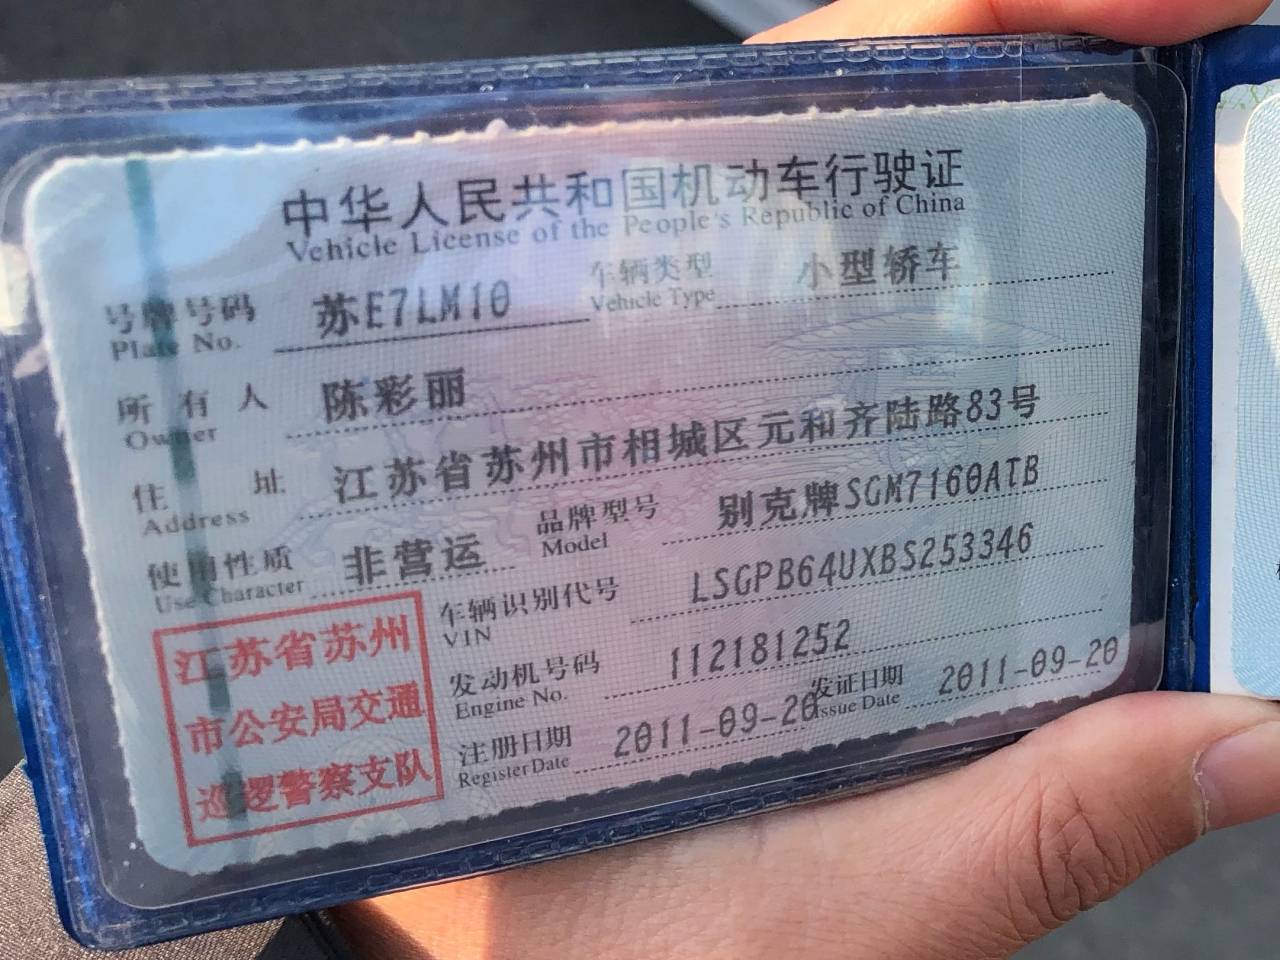 中华人民共和国机动车行驶证
Vehicle License of the People's Republic of China
号牌号码 苏E7LM10 车辆类型 小型轿车
Plate No. Vehicle Type
所有人 陈彩丽
Owner
住址 江苏省苏州市相城区元和齐陆路83号
Address
使用性质 非营运 品牌型号 别克牌SGM7160ATB
Use Character Model
车辆识别代号 LSGPB64UXBS253346
VIN
发动机号码 112181252
Engine No.
注册日期 2011-09-20 发证日期 2011-09-20
Register Date Issue Date
江苏省苏州
市公安局交通
巡逻警察支队